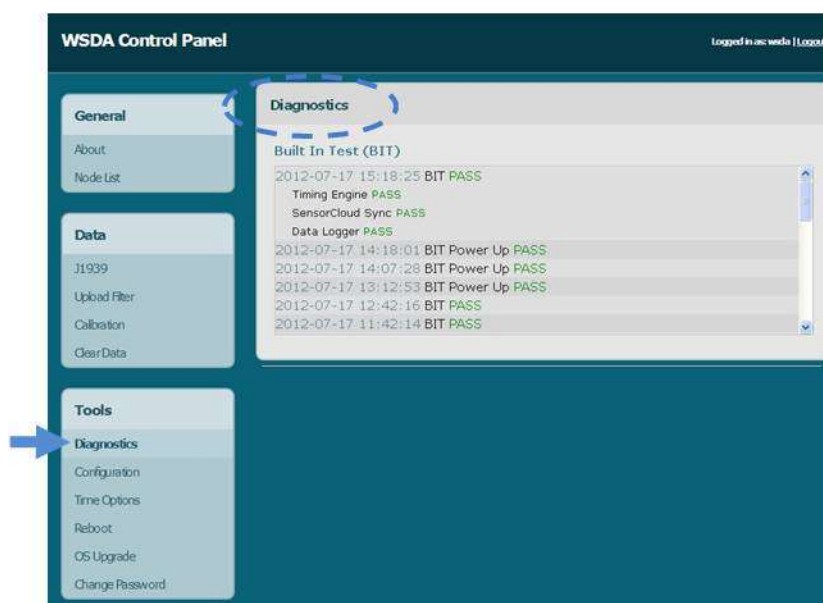 WSDA Control Panel
Logged in as: wsda | Logou
General
About
Node List
Data
J1939
Upload Filter
Calibration
Clear Data
Tools
Diagnostics
Configuration
Time Options
Reboot
OS Upgrade
Change Password
Diagnostics
Built In Test (BIT)
2012-07-17 15:18:25 BIT PASS
Timing Engine PASS
SensorCloud Sync PASS
Data Logger PASS
2012-07-17 14:18:01 BIT Power Up PASS
2012-07-17 14:07:28 BIT Power Up PASS
2012-07-17 13:12:53 BIT Power Up PASS
2012-07-17 12:42:16 BIT PASS
2012-07-17 11:42:14 BIT PASS